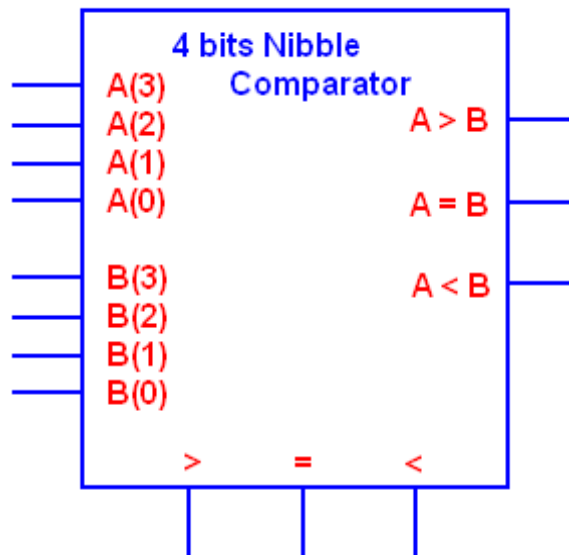 4 bits Nibble
Comparator
A(3)
A(2)
A(1)
A(0)
B(3)
B(2)
B(1)
B(0)
A > B
A = B
A < B
> = <